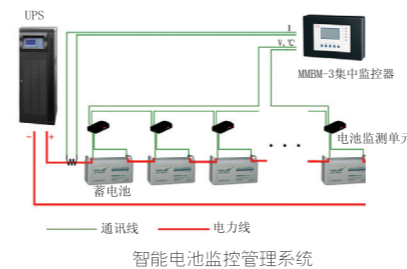 UPS
I
V,℃
MMBM-3集中监控器
- +
电池监测单元
蓄电池
通讯线
电力线
智能电池监控管理系统